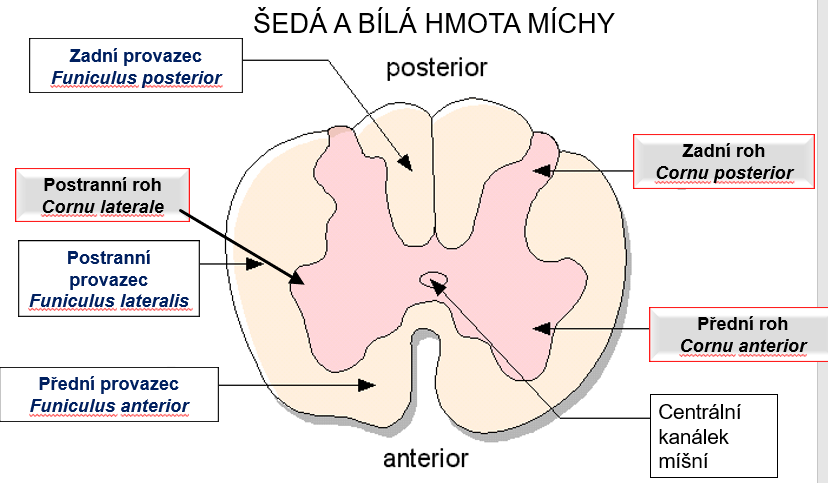 ŠEDÁ A BÍLÁ HMOTA MÍCHY
Zadní provazec
Funiculus posterior
posterior
Zadní roh
Cornu posterior
Postranní roh
Cornu laterale
Postranní
provazec
Funiculus lateralis
Přední roh
Cornu anterior
Přední provazec
Funiculus anterior
Centrální
kanálek
míšní
anterior